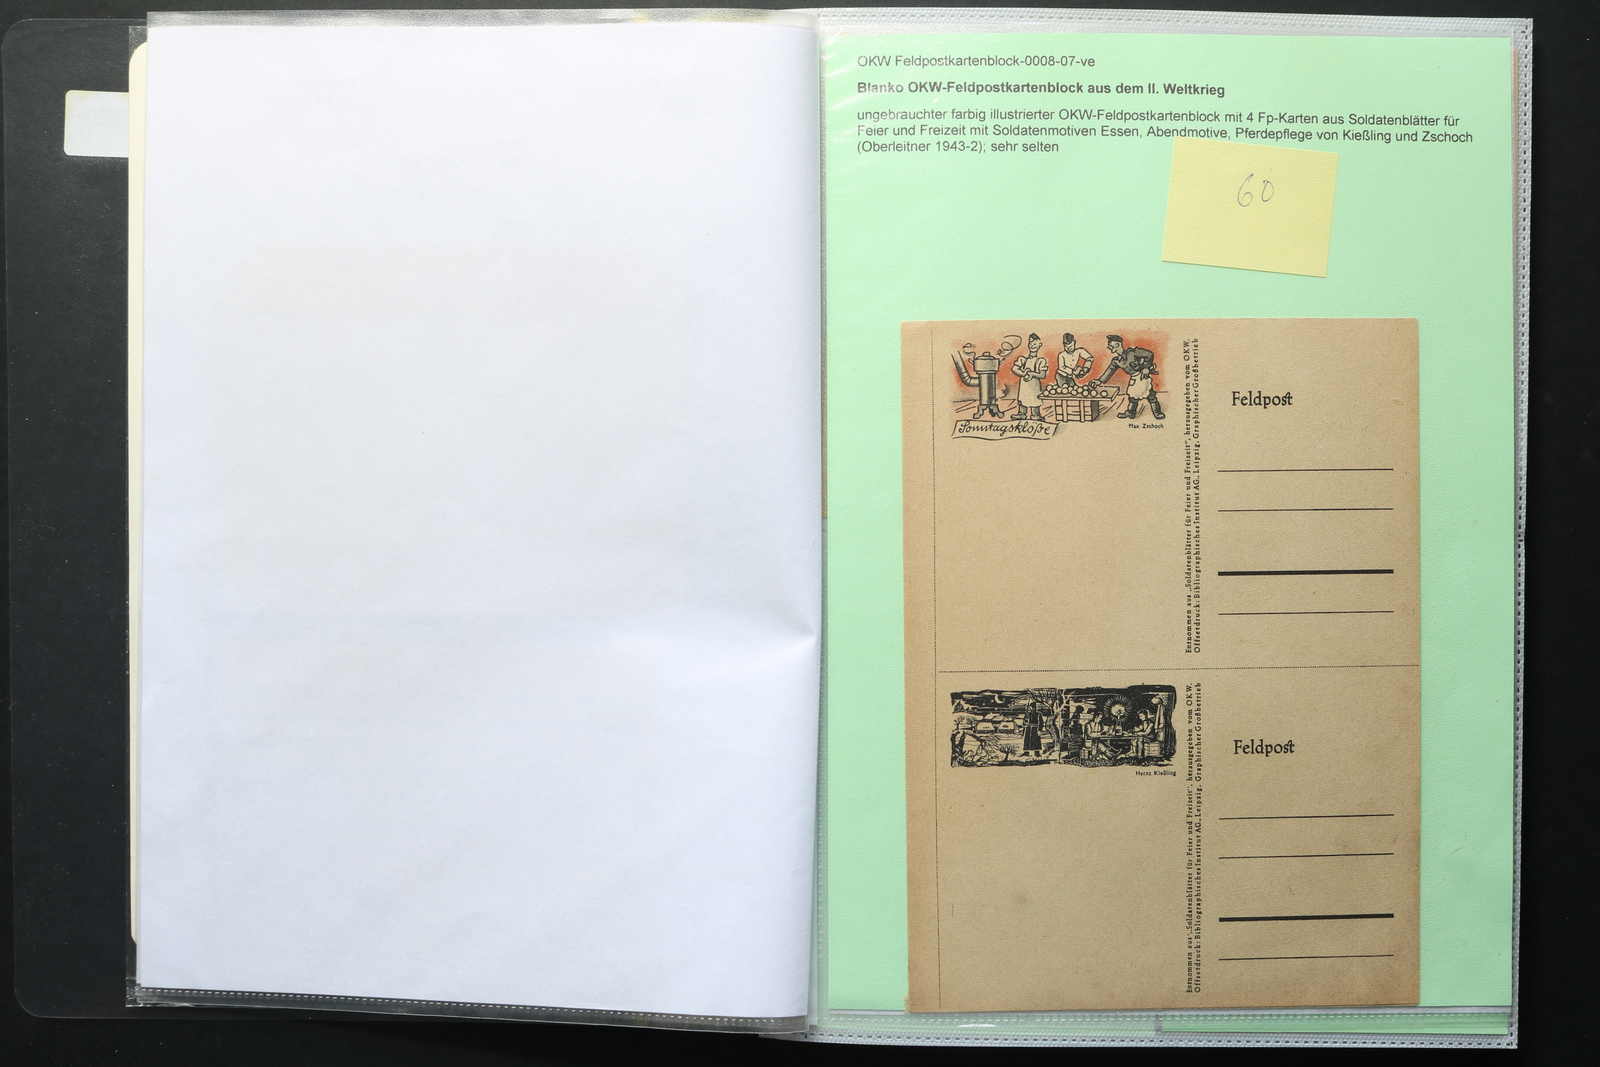 OKW Feldpostkartenblock-0008-07-ve
Blanko OKW-Feldpostkartenblock aus dem II. Weltkrieg
ungebrauchter farbig illustrierter OKW-Feldpostkartenblock mit 4 Fp-Karten aus Soldatenblätter für
Feier und Freizeit mit Soldatenmotiven Essen, Abendmotive, Pferdepflege von Kießling und Zschoch
(Oberleitner 1943-2); sehr selten
60
Sonntagsklöße
Max Zschoch
Entnommen aus „Soldatenblätter für Feier und Freizeit“, herausgegeben vom OKW.
Offsetdruck: Bibliographisches Institut AG., Leipzig, Graphischer Großbetrieb
Feldpost
Heinz Kießling
Entnommen aus „Soldatenblätter für Feier und Freizeit“, herausgegeben vom OKW.
Offsetdruck: Bibliographisches Institut AG., Leipzig, Graphischer Großbetrieb
Feldpost